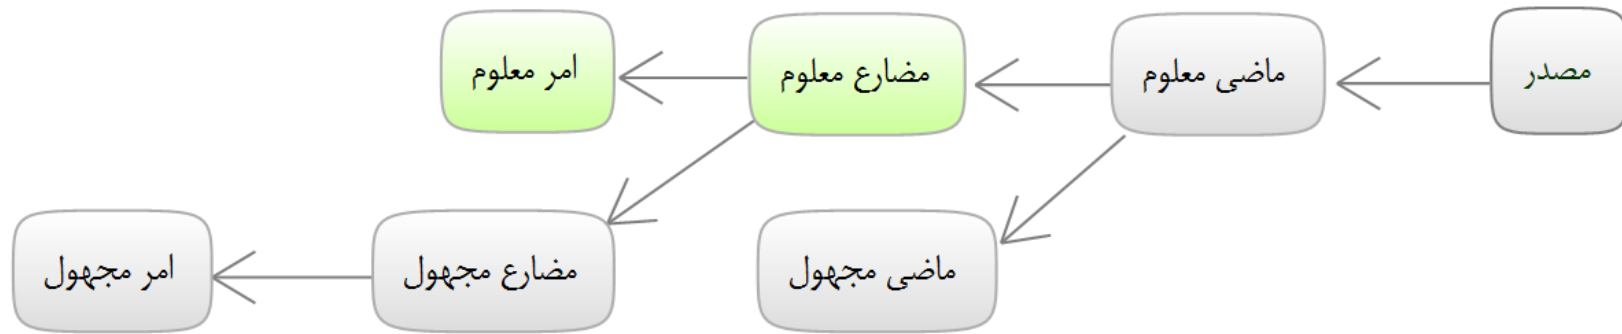 مصدر
ماضی معلوم
مضارع معلوم
امر معلوم
ماضی مجهول
مضارع مجهول
امر مجهول